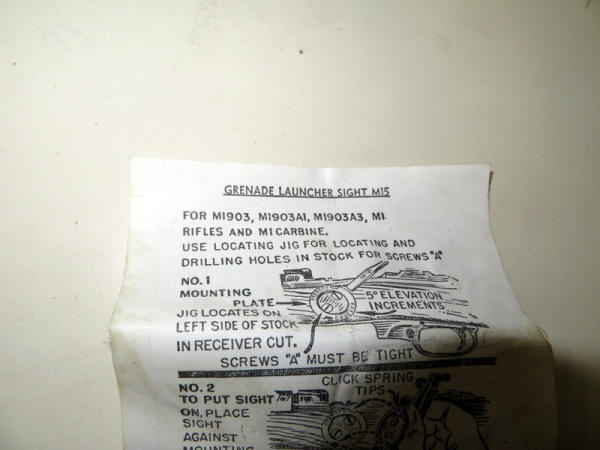 GRENADE LAUNCHER SIGHT M15
FOR M1903, M1903A1, M1903A3, M1
RIFLES AND M1 CARBINE.
USE LOCATING JIG FOR LOCATING AND
DRILLING HOLES IN STOCK FOR SCREWS "A"
NO. 1
MOUNTING
PLATE
JIG LOCATES ON
LEFT SIDE OF STOCK
IN RECEIVER CUT.
5° ELEVATION
INCREMENTS
SCREWS "A" MUST BE TIGHT
NO. 2
TO PUT SIGHT
ON, PLACE
SIGHT
AGAINST
MOUNTING
CLICK SPRING
TIPS